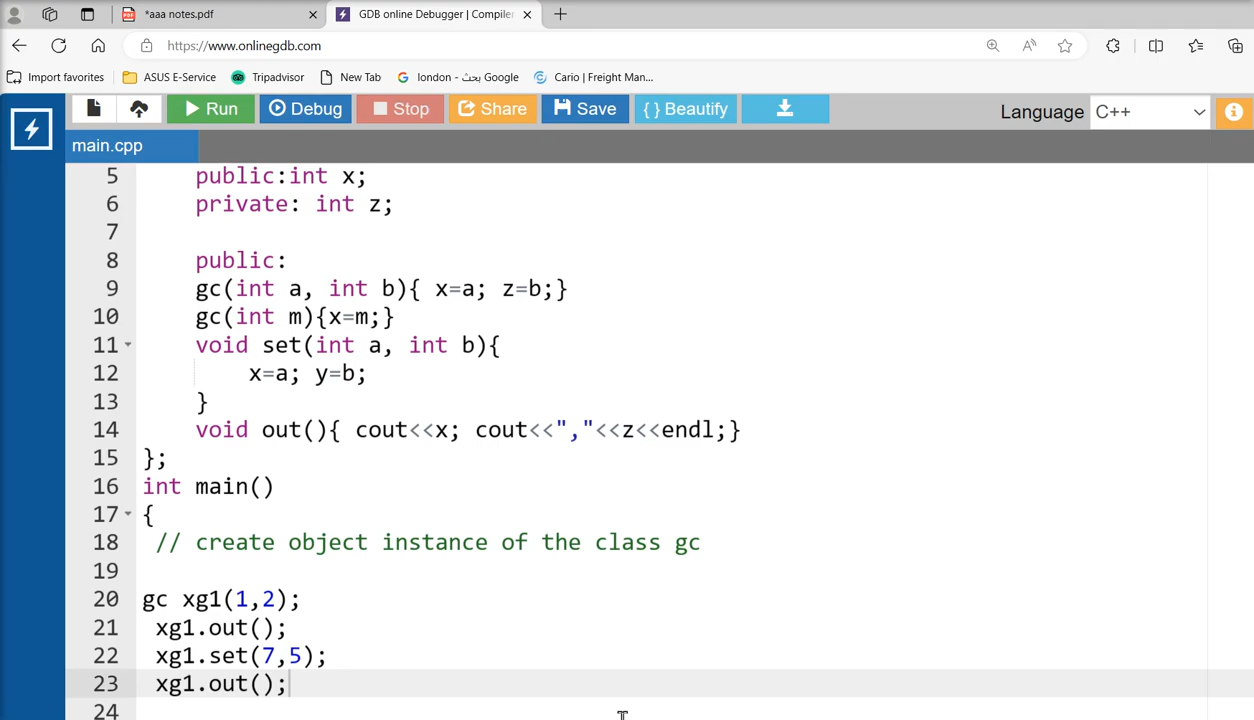 *aaa notes.pdf
GDB online Debugger | Compiler
https://www.onlinegdb.com
Import favorites
ASUS E-Service
Tripadvisor
New Tab
london - بحث Google
Cario | Freight Man...
Run
Debug
Stop
Share
Save
{ } Beautify
Language C++
main.cpp
5 public:int x;
6 private: int z;
7
8 public:
9 gc(int a, int b){ x=a; z=b;}
10 gc(int m){x=m;}
11 void set(int a, int b){
12 x=a; y=b;
13 }
14 void out(){ cout<<x; cout<<","<<z<<endl;}
15 };
16 int main()
17 {
18 // create object instance of the class gc
19
20 gc xg1(1,2);
21 xg1.out();
22 xg1.set(7,5);
23 xg1.out();
24